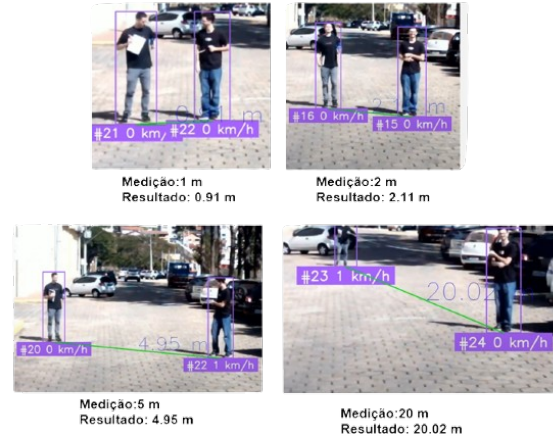 #21 0 km/
#22 0 km/h
m
Medição:1 m
Resultado: 0.91 m
#16 0 km/h
#15 0 km/h
m
Medição:2 m
Resultado: 2.11 m
4.95 m
#20 0 km/h
#22 1 km/h
Medição:5 m
Resultado: 4.95 m
#23 1 km/h
20.02
#24 0 km/h
Medição:20 m
Resultado: 20.02 m